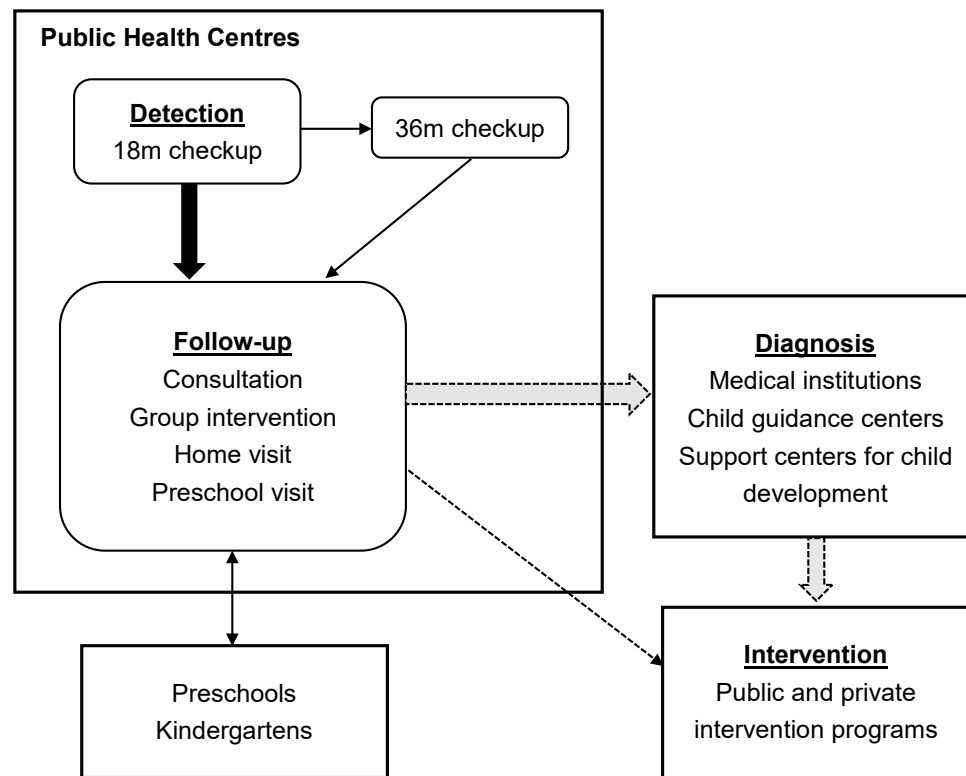 Public Health Centres
Detection
18m checkup
36m checkup
Follow-up
Consultation
Group intervention
Home visit
Preschool visit
Diagnosis
Medical institutions
Child guidance centers
Support centers for child
development
Preschools
Kindergartens
Intervention
Public and private
intervention programs